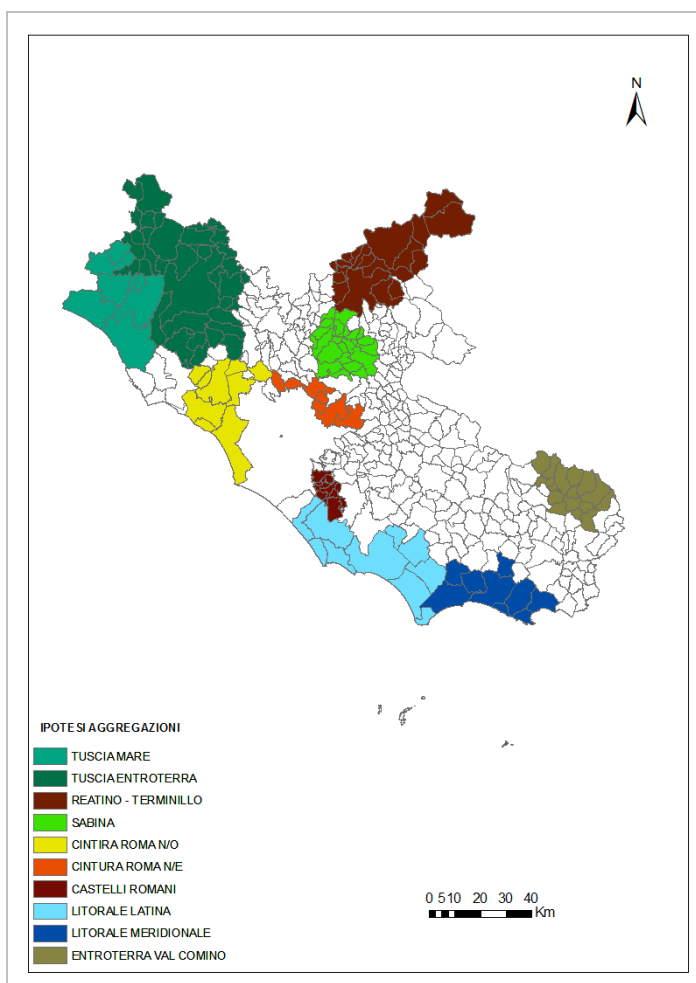 N
IPOTESI AGGREGAZIONI
TUSCIA MARE
TUSCIA ENTROTERRA
REATINO - TERMINILLO
SABINA
CINTIRA ROMA N/O
CINTURA ROMA N/E
CASTELLI ROMANI
LITORALE LATINA
LITORALE MERIDIONALE
ENTROTERRA VAL COMINO
0 5 10 20 30 40
Km